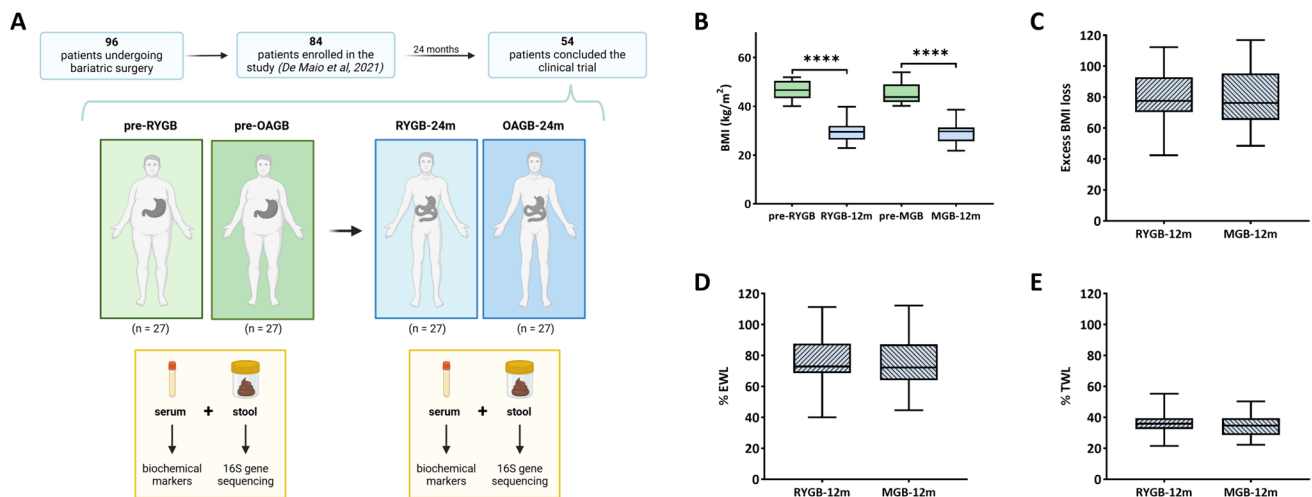 A
96
patients undergoing
bariatric surgery
84
patients enrolled in the
study (De Maio et al, 2021)
24 months
54
patients concluded the
clinical trial
pre-RYGB
pre-OAGB
RYGB-24m
OAGB-24m
(n = 27)
(n = 27)
(n = 27)
(n = 27)
serum + stool
biochemical
markers
16S gene
sequencing
serum + stool
biochemical
markers
16S gene
sequencing
B
BMI (kg/m²)
60
40
20
0
****
****
pre-RYGB RYGB-12m pre-MGB MGB-12m
C
Excess BMI loss
120
100
80
60
40
20
0
RYGB-12m MGB-12m
D
% EWL
120
100
80
60
40
20
0
RYGB-12m MGB-12m
E
% TWL
120
100
80
60
40
20
0
RYGB-12m MGB-12m